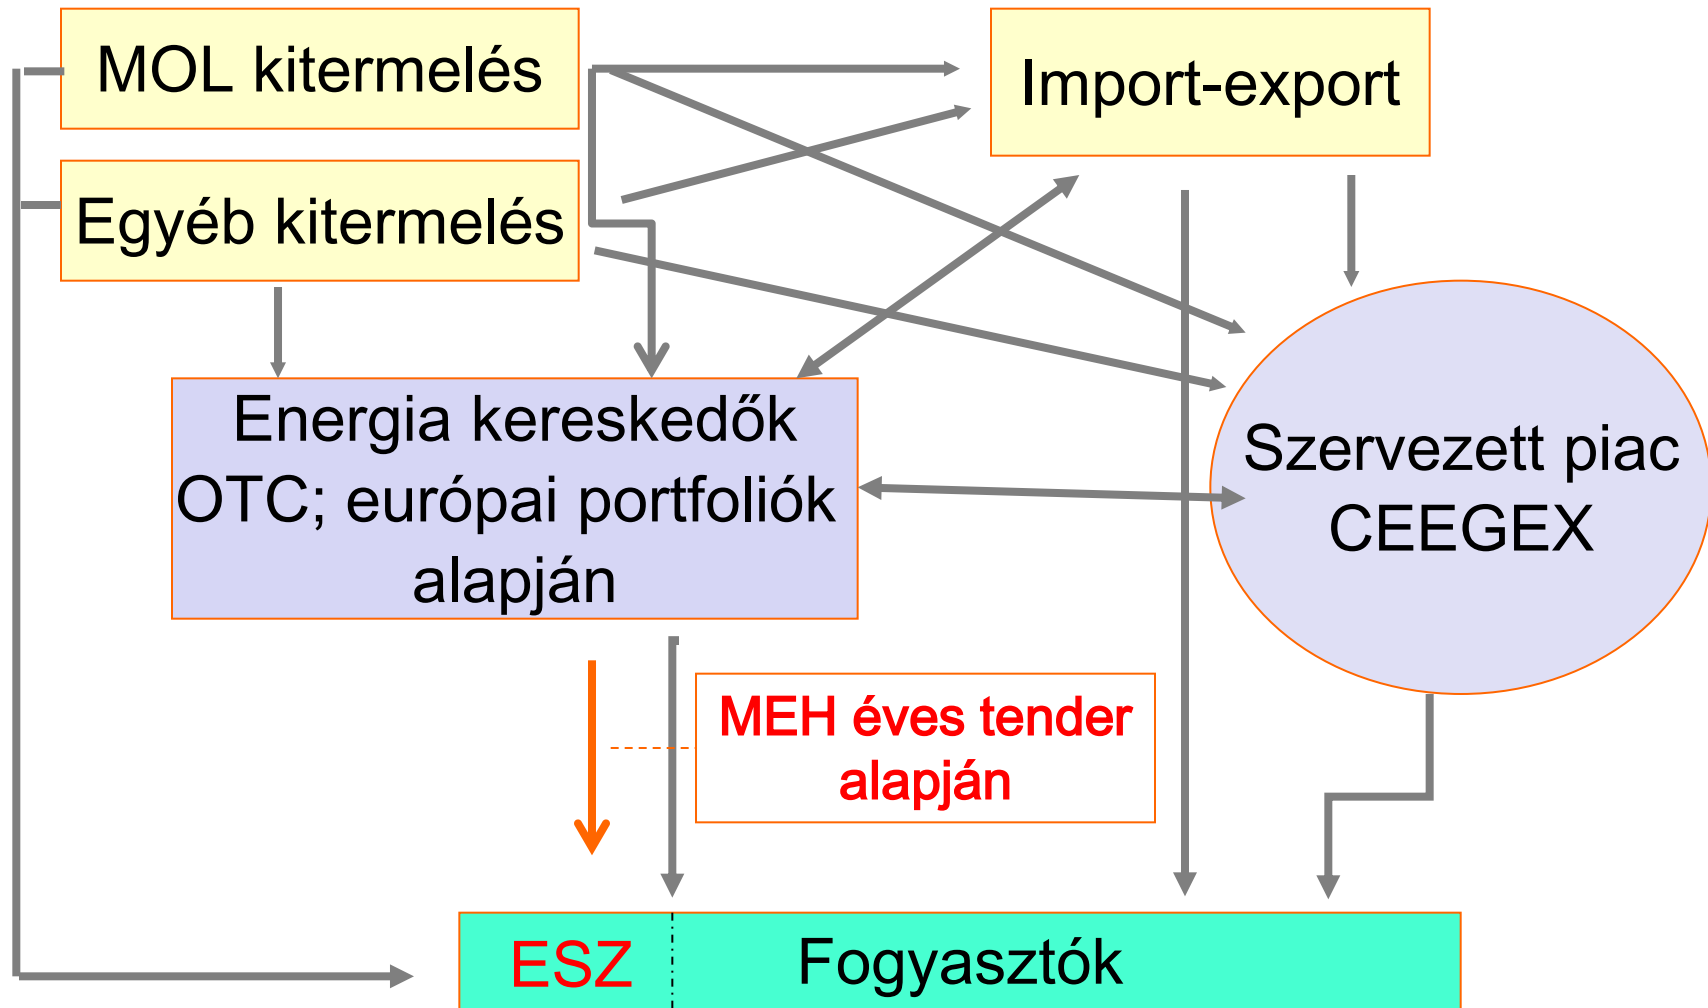 MOL kitermelés
Import-export
Egyéb kitermelés
Energia kereskedők
OTC; európai portfoliók
alapján
Szervezett piac
CEEGEX
MEH éves tender
alapján
ESZ
Fogyasztók